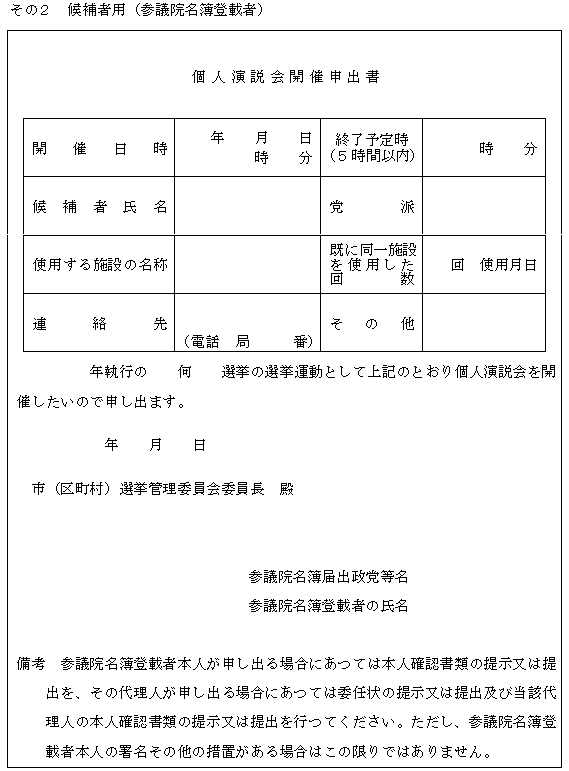 その２　候補者用（参議院名簿登載者）
個人演説会開催申出書
開催日時
年　月　日
時　分
終了予定時
（５時間以内）
時　分
候補者氏名
党派
使用する施設の名称
既に同一施設
を使用した
回数
回　使用月日
連絡先
（電話　局　番）
その他
年執行の　何　選挙の選挙運動として上記のとおり個人演説会を開
催したいので申し出ます。
年　月　日
市（区町村）選挙管理委員会委員長　殿
参議院名簿届出政党等名
参議院名簿登載者の氏名
備考　参議院名簿登載者本人が申し出る場合にあつては本人確認書類の提示又は提
出を、その代理人が申し出る場合にあつては委任状の提示又は提出及び当該代
理人の本人確認書類の提示又は提出を行つてください。ただし、参議院名簿登
載者本人の署名その他の措置がある場合はこの限りではありません。